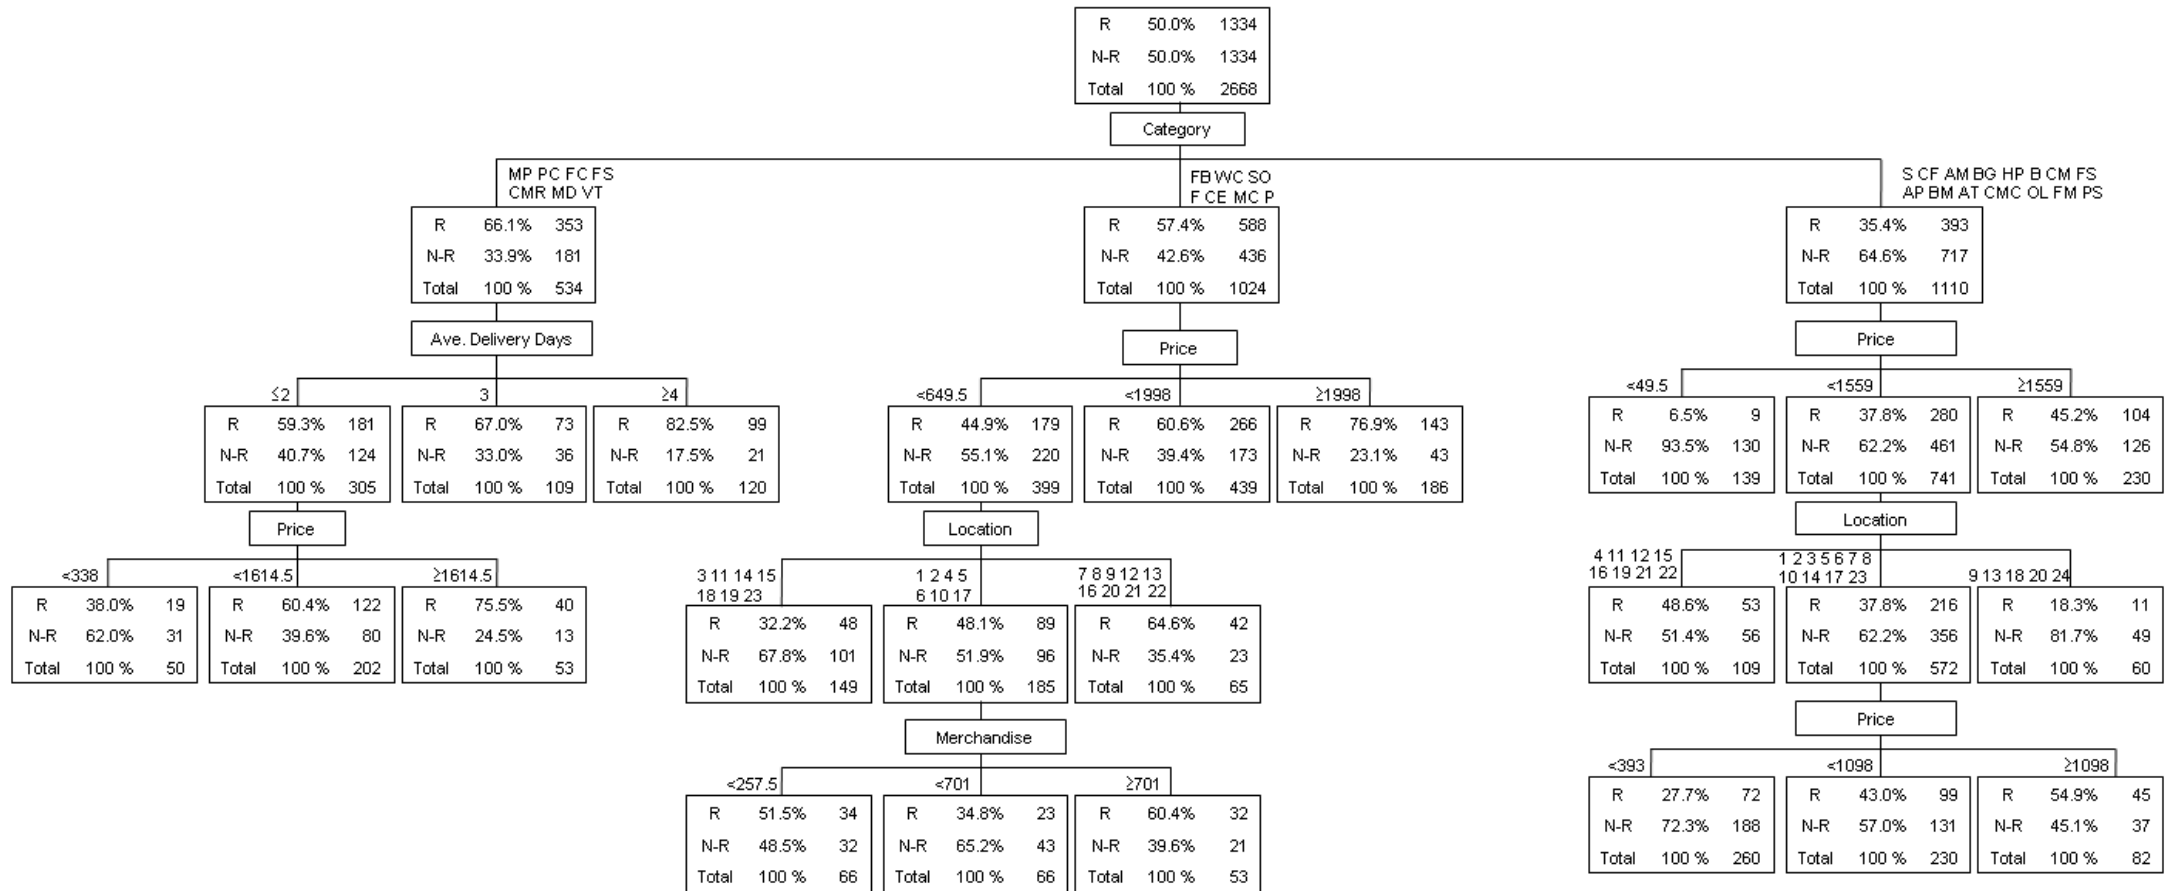 R 50.0% 1334
N-R 50.0% 1334
Total 100 % 2668
Category
MP PC FC FS
CMR MD VT
R 66.1% 353
N-R 33.9% 181
Total 100 % 534
FB WC SO
F CE MC P
R 57.4% 588
N-R 42.6% 436
Total 100 % 1024
S CF AM BG HP B CM FS
AP BM AT CMC OL FM PS
R 35.4% 393
N-R 64.6% 717
Total 100 % 1110
Ave. Delivery Days
Price
Price
≤2
R 59.3% 181
N-R 40.7% 124
Total 100 % 305
3
R 67.0% 73
N-R 33.0% 36
Total 100 % 109
≥4
R 82.5% 99
N-R 17.5% 21
Total 100 % 120
<649.5
R 44.9% 179
N-R 55.1% 220
Total 100 % 399
<1998
R 60.6% 266
N-R 39.4% 173
Total 100 % 439
≥1998
R 76.9% 143
N-R 23.1% 43
Total 100 % 186
<49.5
R 6.5% 9
N-R 93.5% 130
Total 100 % 139
<1559
R 37.8% 280
N-R 62.2% 461
Total 100 % 741
≥1559
R 45.2% 104
N-R 54.8% 126
Total 100 % 230
Price
Location
Location
<338
R 38.0% 19
N-R 62.0% 31
Total 100 % 50
<1614.5
R 60.4% 122
N-R 39.6% 80
Total 100 % 202
≥1614.5
R 75.5% 40
N-R 24.5% 13
Total 100 % 53
3 11 14 15
18 19 23
R 32.2% 48
N-R 67.8% 101
Total 100 % 149
1 2 4 5
6 10 17
R 48.1% 89
N-R 51.9% 96
Total 100 % 185
7 8 9 12 13
16 20 21 22
R 64.6% 42
N-R 35.4% 23
Total 100 % 65
4 11 12 15
16 19 21 22
R 48.6% 53
N-R 51.4% 56
Total 100 % 109
1 2 3 5 6 7 8
10 14 17 23
R 37.8% 216
N-R 62.2% 356
Total 100 % 572
9 13 18 20 24
R 18.3% 11
N-R 81.7% 49
Total 100 % 60
Merchandise
Price
<257.5
R 51.5% 34
N-R 48.5% 32
Total 100 % 66
<701
R 34.8% 23
N-R 65.2% 43
Total 100 % 66
≥701
R 60.4% 32
N-R 39.6% 21
Total 100 % 53
<393
R 27.7% 72
N-R 72.3% 188
Total 100 % 260
<1098
R 43.0% 99
N-R 57.0% 131
Total 100 % 230
≥1098
R 54.9% 45
N-R 45.1% 37
Total 100 % 82